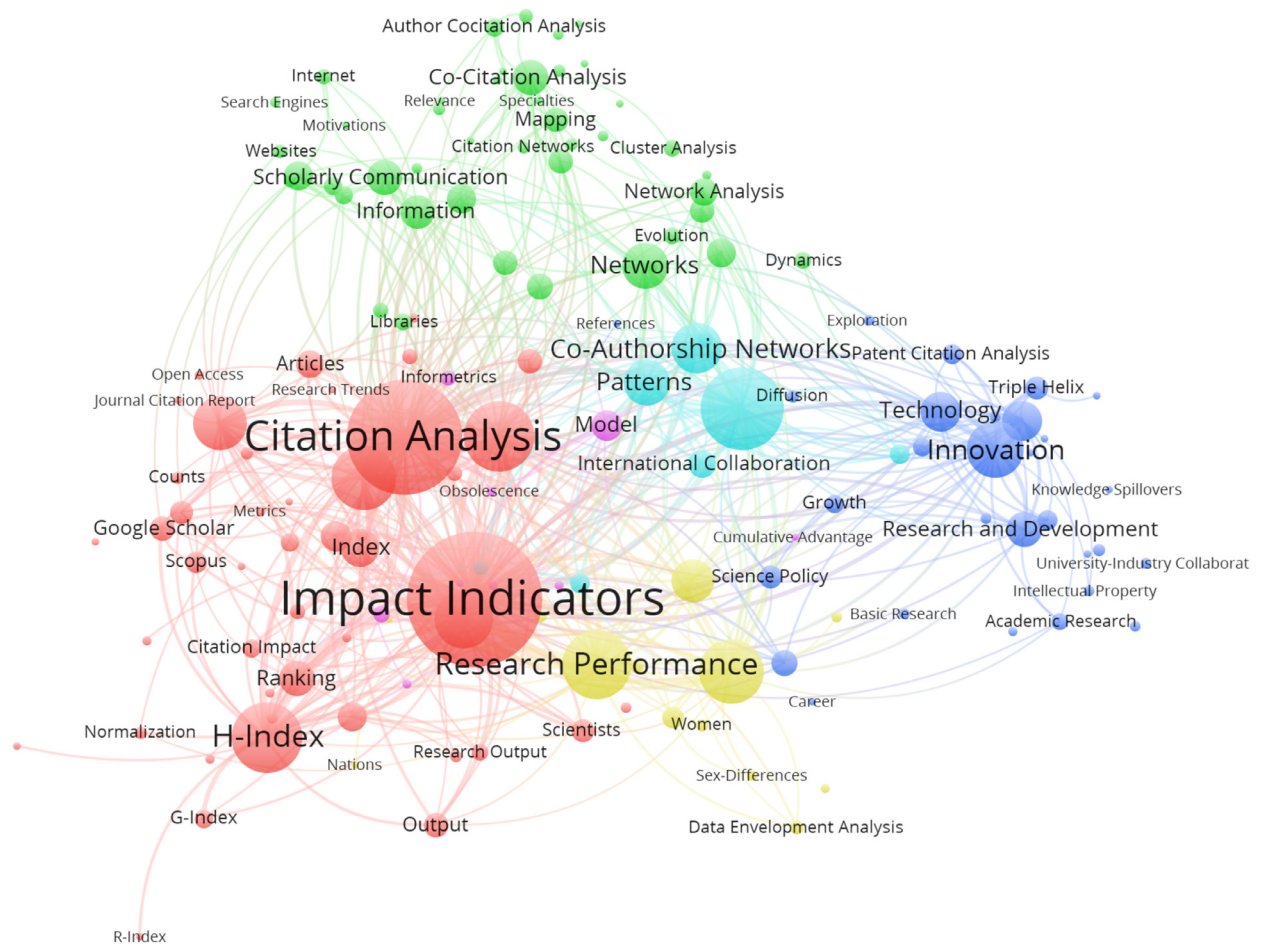 Author Cocitation Analysis
Internet
Co-Citation Analysis
Search Engines
Relevance
Specialties
Motivations
Mapping
Websites
Citation Networks
Cluster Analysis
Scholarly Communication
Network Analysis
Information
Evolution
Networks
Dynamics
Libraries
References
Exploration
Co-Authorship Networks
Patent Citation Analysis
Articles
Open Access
Informetrics
Patterns
Research Trends
Triple Helix
Journal Citation Report
Diffusion
Technology
Citation Analysis
Model
Innovation
International Collaboration
Counts
Obsolescence
Knowledge Spillovers
Metrics
Growth
Google Scholar
Research and Development
Index
Cumulative Advantage
Scopus
University-Industry Collaborat
Science Policy
Intellectual Property
Impact Indicators
Basic Research
Academic Research
Citation Impact
Research Performance
Ranking
Career
Women
Normalization
H-Index
Scientists
Research Output
Nations
Sex-Differences
G-Index
Output
Data Envelopment Analysis
R-Index